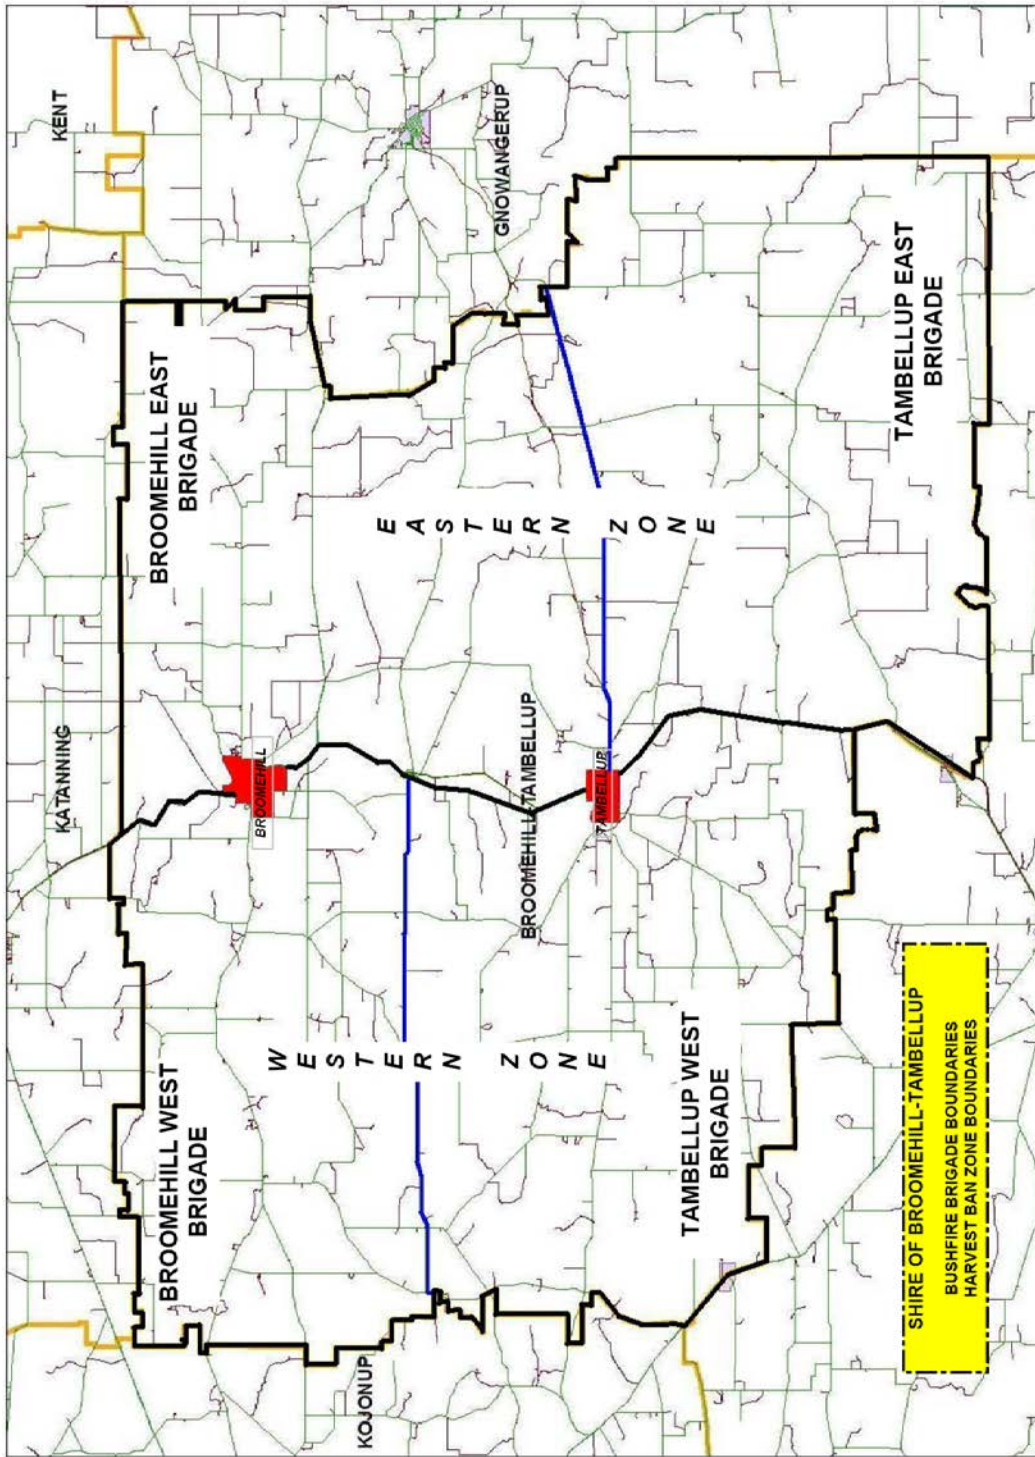 KATANNING
KENT
BROOMEHILL WEST
BRIGADE
BROOMEHILL EAST
BRIGADE
BROOMEHILL
KOJONUP
WESTERN ZONE
EASTERN ZONE
GNOWANGERUP
BROOMEHILL-TAMBELLUP
TAMBELLUP
TAMBELLUP WEST
BRIGADE
TAMBELLUP EAST
BRIGADE
SHIRE OF BROOMEHILL-TAMBELLUP
BUSHFIRE BRIGADE BOUNDARIES
HARVEST BAN ZONE BOUNDARIES